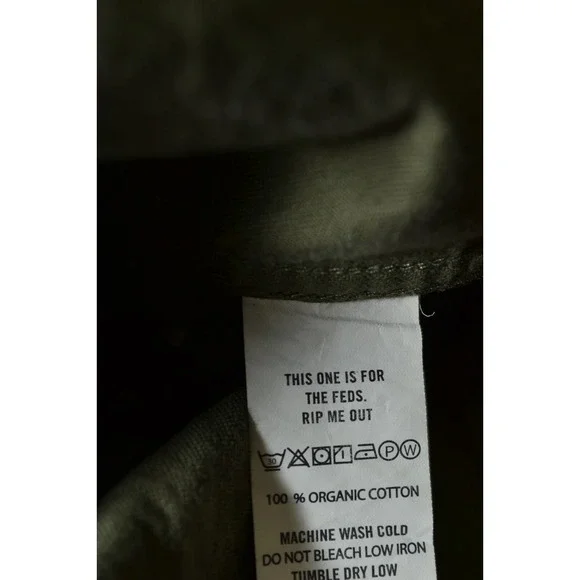 THIS ONE IS FOR
THE FEDS.
RIP ME OUT
30
P W
100 % ORGANIC COTTON
MACHINE WASH COLD
DO NOT BLEACH LOW IRON
TUMBLE DRY LOW